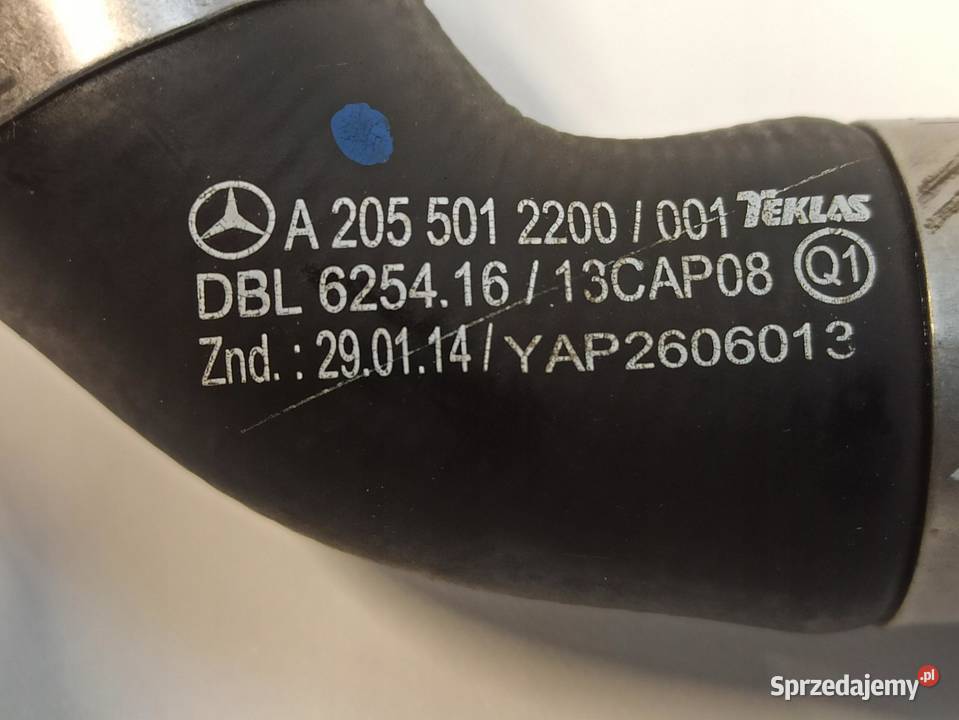 A 205 501 2200 / 001 TEKLAS
DBL 6254.16 / 13CAP08 Q1
Znd. : 29.01.14 / YAP2606013
Sprzedajemy.pl